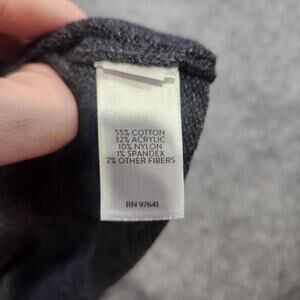 55% COTTON
32% ACRYLIC
10% NYLON
1% SPANDEX
2% OTHER FIBERS
RN 97641